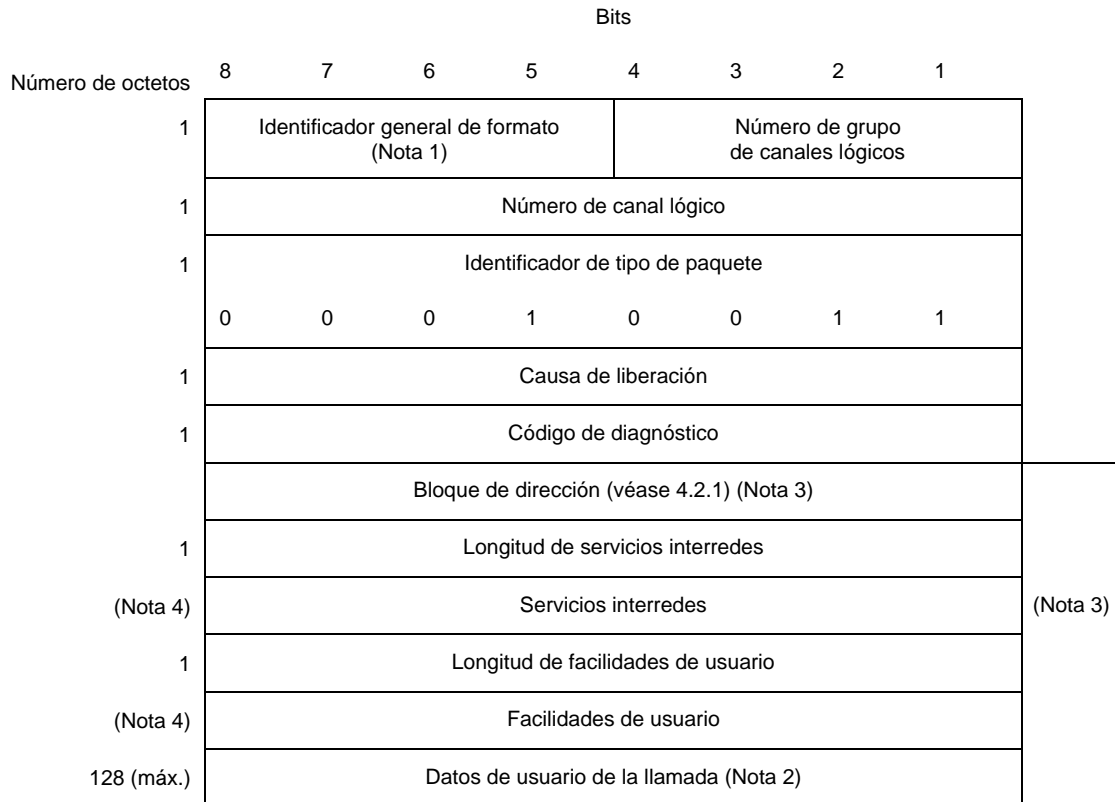 Bits
Número de octetos 8 7 6 5 4 3 2 1
1 Identificador general de formato Número de grupo
(Nota 1) de canales lógicos
1 Número de canal lógico
1 Identificador de tipo de paquete
0 0 0 1 0 0 1 1
1 Causa de liberación
1 Código de diagnóstico
Bloque de dirección (véase 4.2.1) (Nota 3)
1 Longitud de servicios interredes
(Nota 4) Servicios interredes (Nota 3)
1 Longitud de facilidades de usuario
(Nota 4) Facilidades de usuario
128 (máx.) Datos de usuario de la llamada (Nota 2)